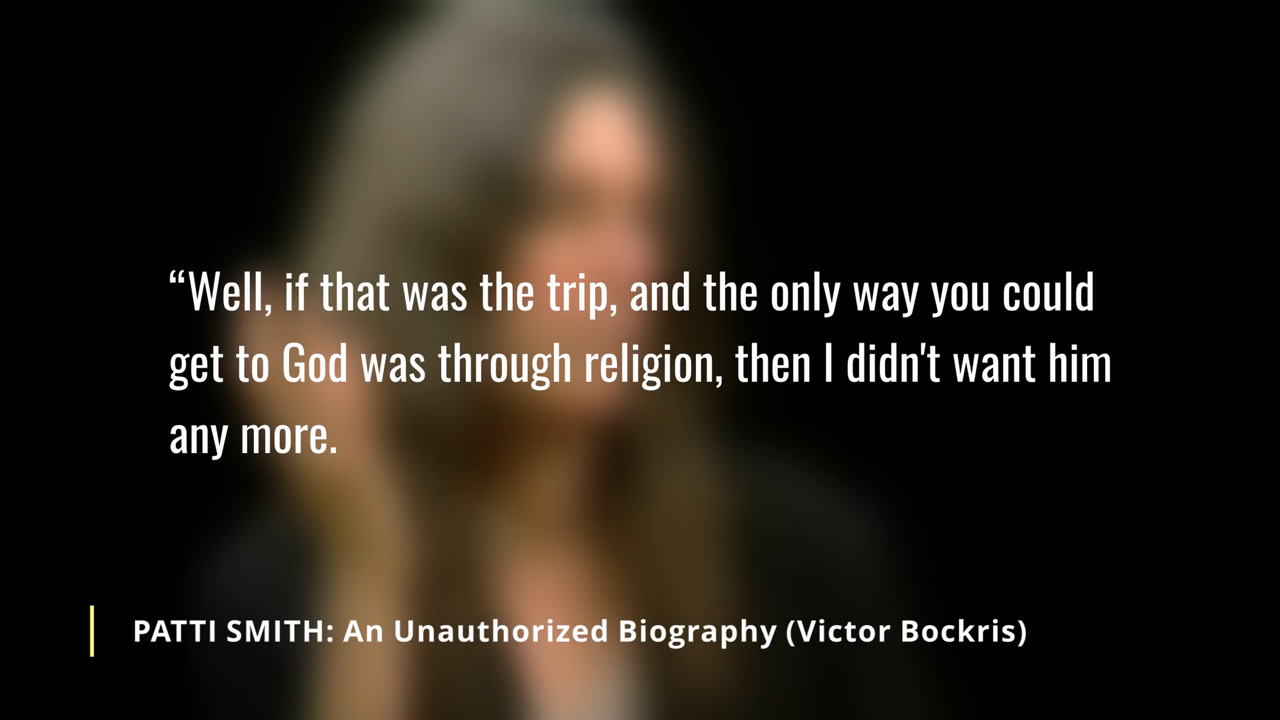 “Well, if that was the trip, and the only way you could
get to God was through religion, then I didn't want him
any more.
PATTI SMITH: An Unauthorized Biography (Victor Bockris)